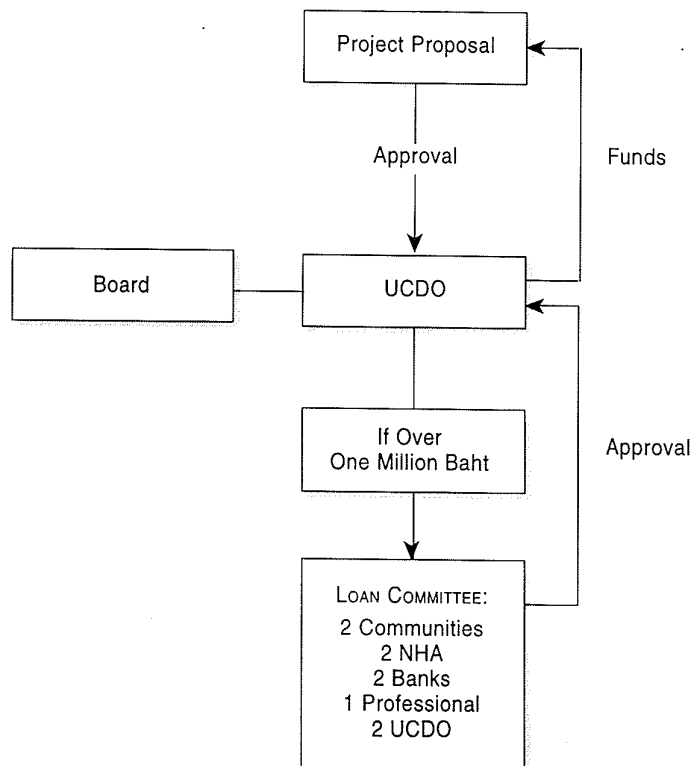 Project Proposal
Approval
Funds
Board
UCDO
If Over
One Million Baht
Approval
LOAN COMMITTEE:
2 Communities
2 NHA
2 Banks
1 Professional
2 UCDO